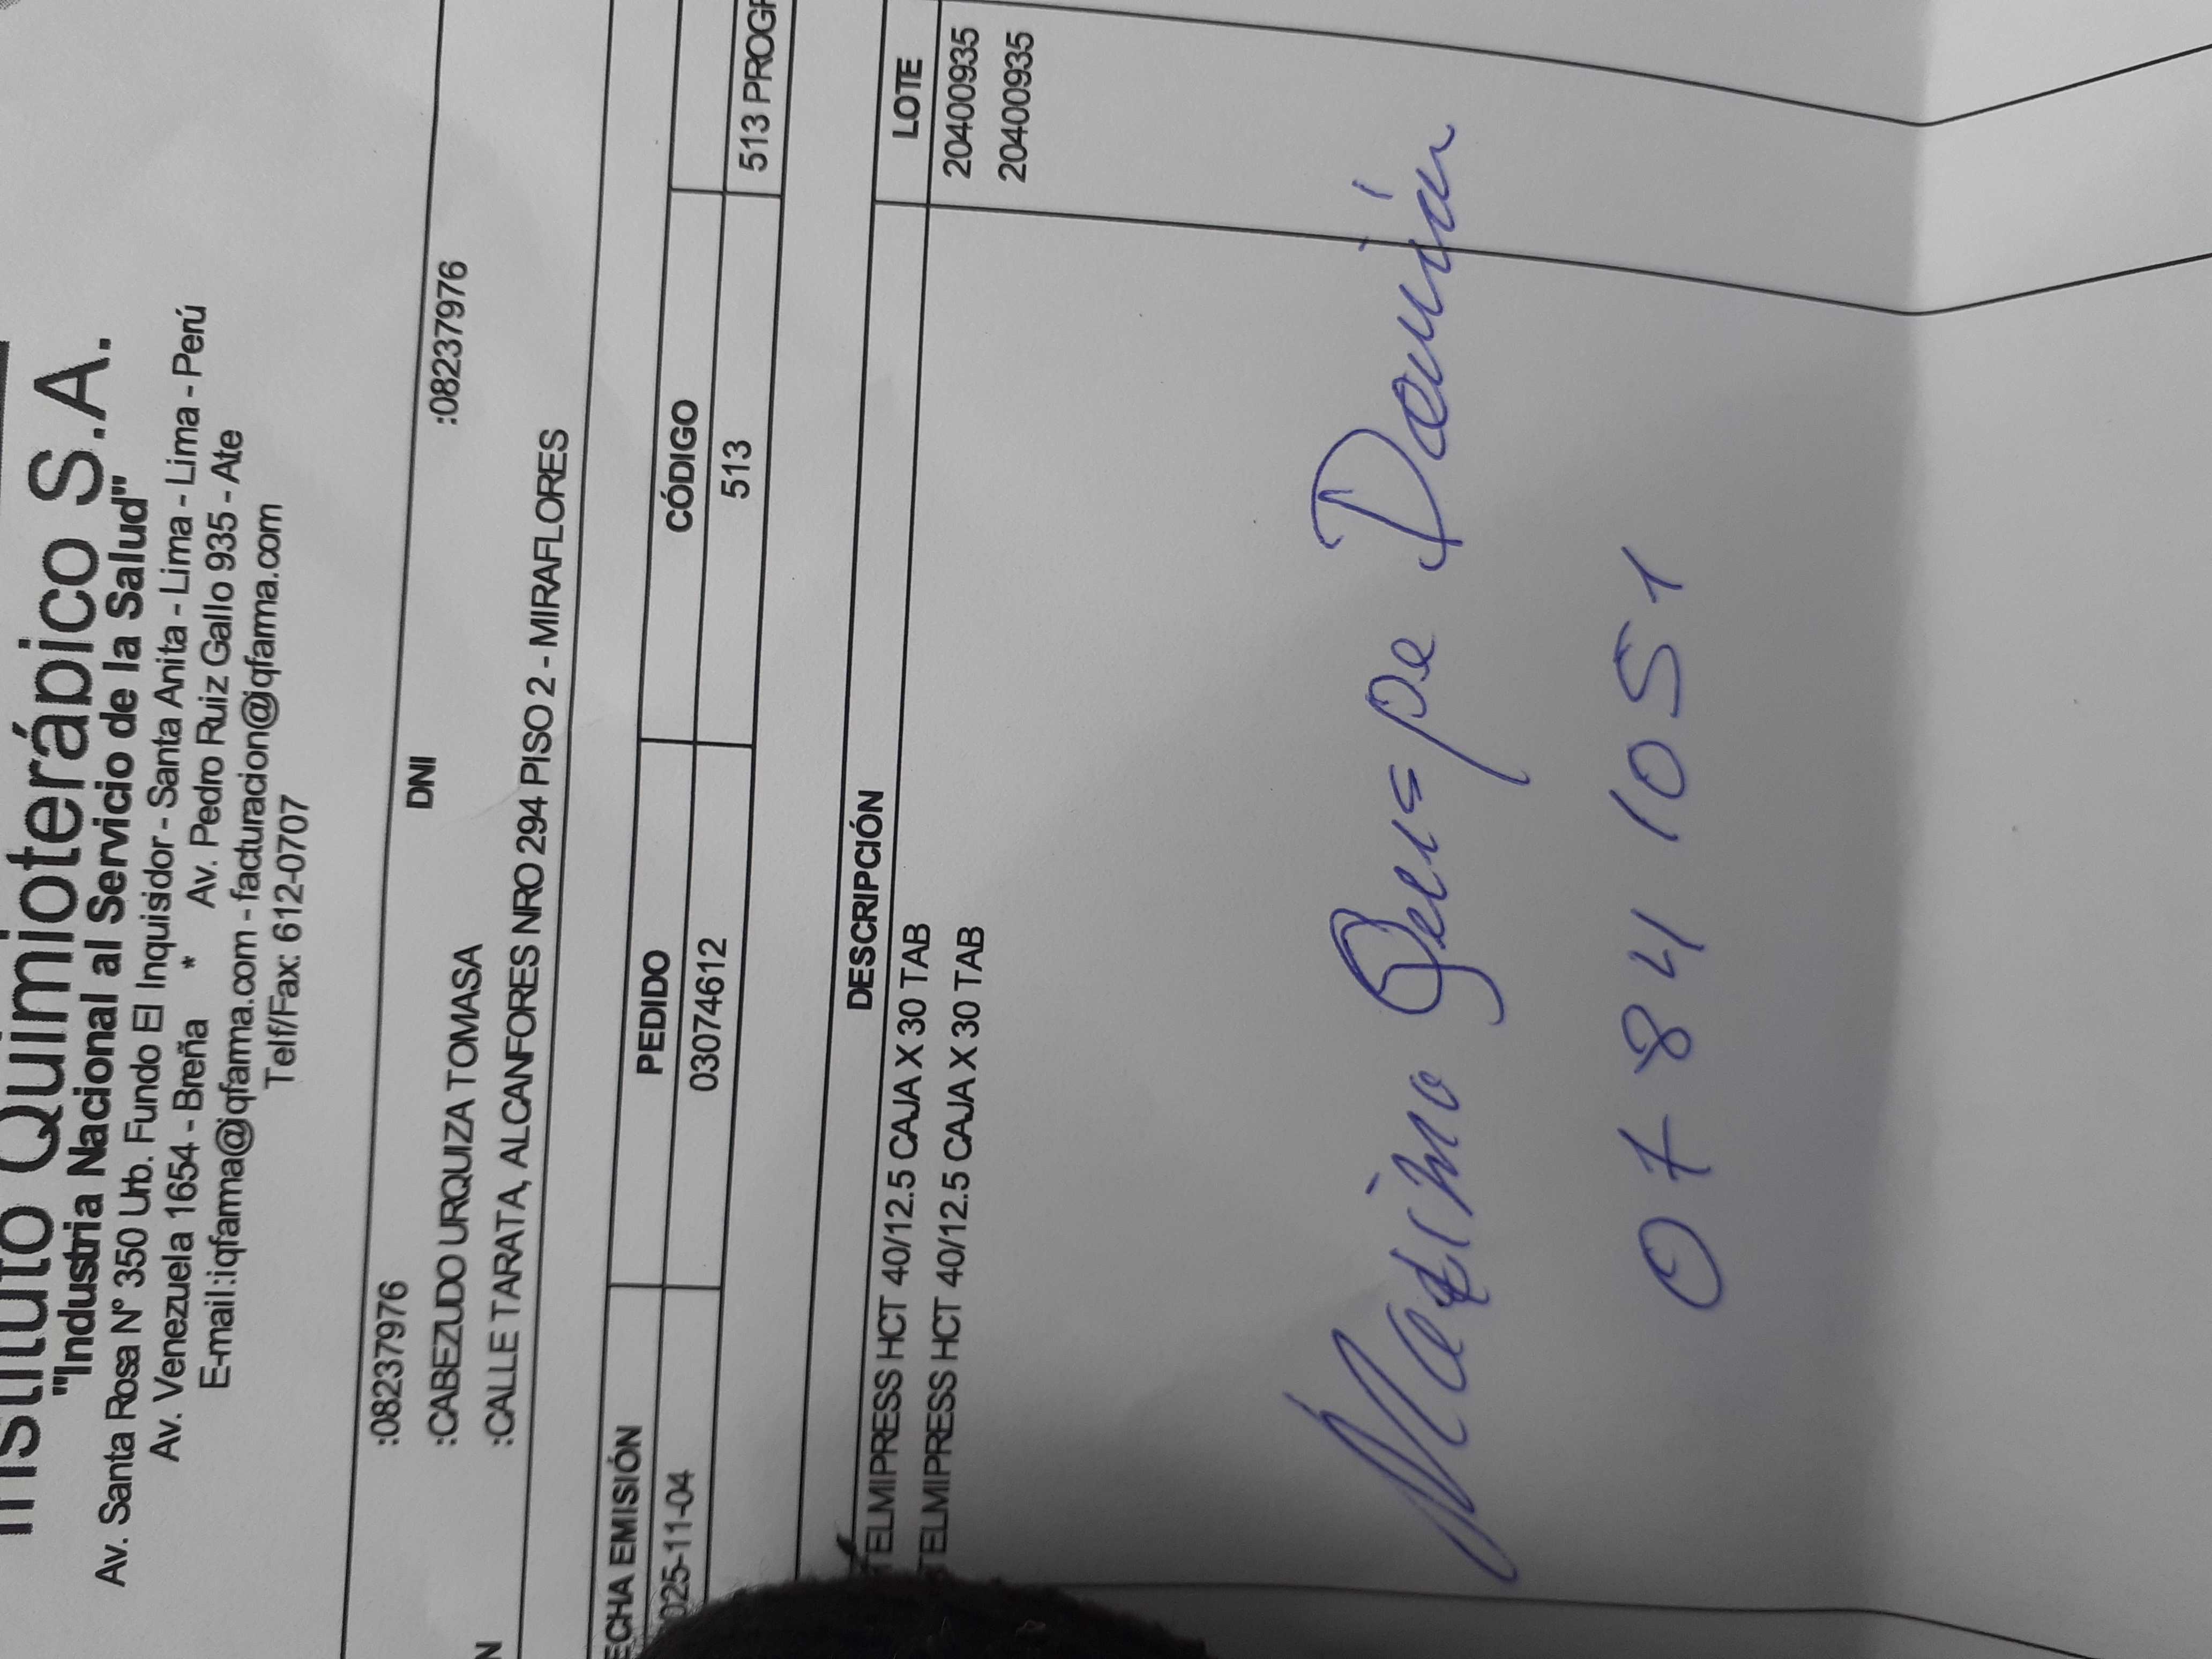 Instituto Quimioterápico S.A.
"Industria Nacional al Servicio de la Salud"
Av. Santa Rosa N° 350 Urb. Fundo El Inquisidor - Santa Anita - Lima - Lima - Perú
Av. Venezuela 1654 - Breña * Av. Pedro Ruiz Gallo 935 - Ate
E-mail:iqfarma@iqfarma.com - facturacion@iqfarma.com
Telf/Fax: 612-0707
:08237976 DNI :08237976
:CABEZUDO URQUIZA TOMASA
N :CALLE TARATA, ALCANFORES NRO 294 PISO 2 - MIRAFLORES
ECHA EMISIÓN PEDIDO CÓDIGO
025-11-04 03074612 513 513 PROGR
DESCRIPCIÓN LOTE
TELMIPRESS HCT 40/12.5 CAJA X 30 TAB 20400935
TELMIPRESS HCT 40/12.5 CAJA X 30 TAB 20400935
Maximo Quispe Damián
07841051